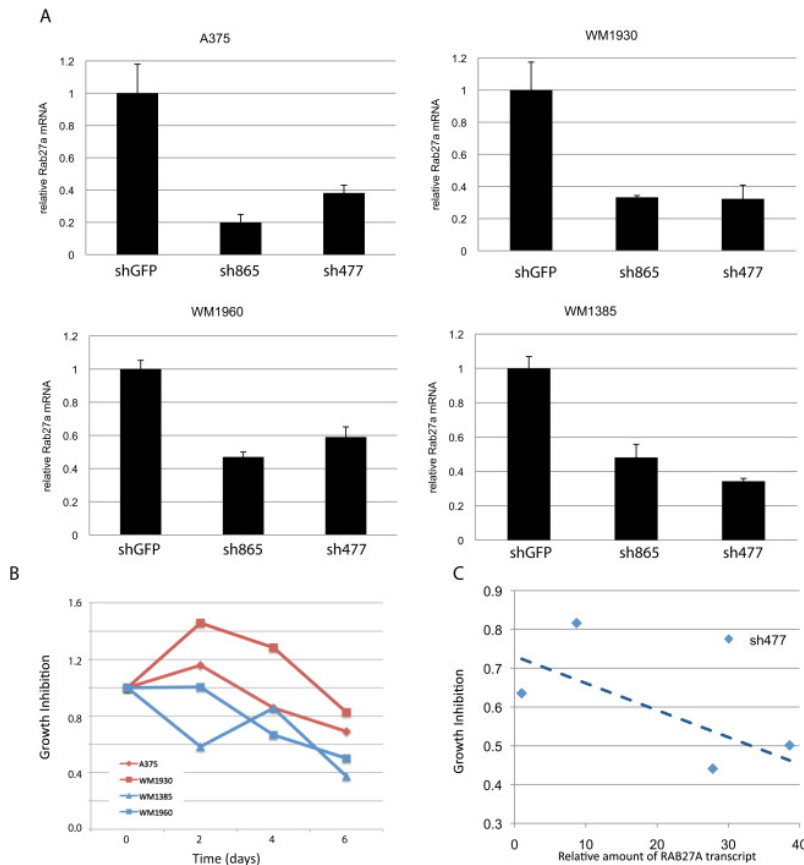 A
A375
relative Rab27a mRNA
1.2
1
0.8
0.6
0.4
0.2
0
shGFP
sh865
sh477
WM1930
relative Rab27a mRNA
1.2
1
0.8
0.6
0.4
0.2
0
shGFP
sh865
sh477
WM1960
relative Rab27a mRNA
1.2
1
0.8
0.6
0.4
0.2
0
shGFP
sh865
sh477
WM1385
relative Rab27a mRNA
1.2
1
0.8
0.6
0.4
0.2
0
shGFP
sh865
sh477
B
Growth Inhibition
1.6
1.2
0.8
0.4
0.0
A375
WM1930
WM1385
WM1960
0
2
4
6
Time (days)
C
Growth Inhibition
0.9
0.8
0.7
0.6
0.5
0.4
0.3
sh477
0
10
20
30
40
Relative amount of RAB27A transcript